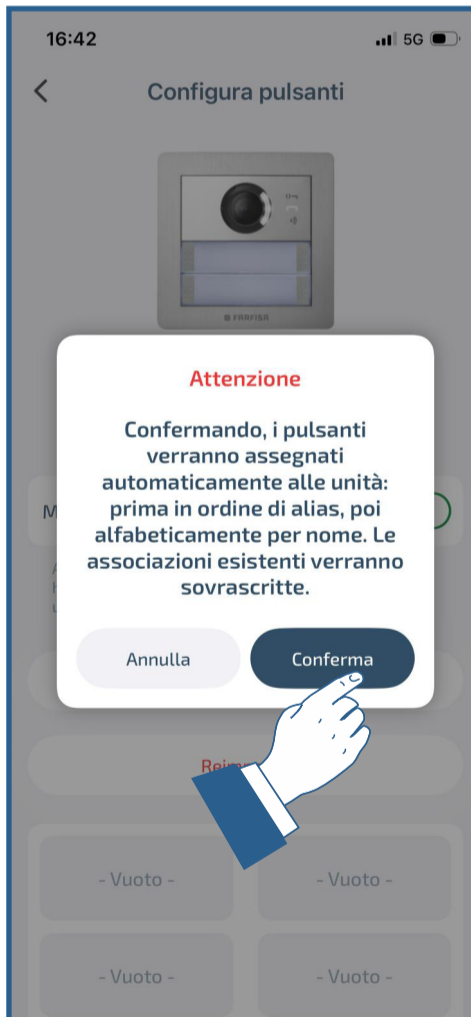 16:42
5G
Configura pulsanti
FARFISA
Attenzione
Confermando, i pulsanti
verranno assegnati
automaticamente alle unità:
prima in ordine di alias, poi
alfabeticamente per nome. Le
associazioni esistenti verranno
sovrascritte.
Annulla
Conferma
- Vuoto -
- Vuoto -
- Vuoto -
- Vuoto -